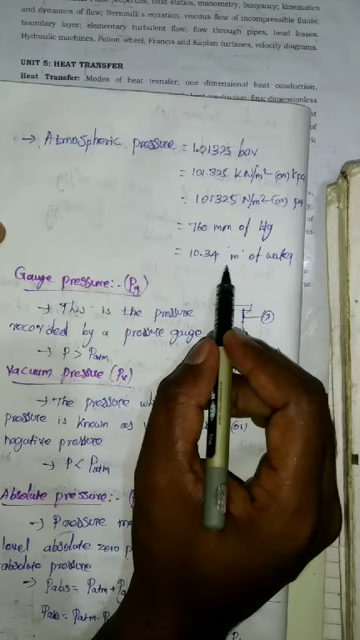 and dynamics of flow; Bernoulli's equation; viscous flow of incompressible fluids;
boundary layer; elementary turbulent flow; flow through pipes, head losses.
Hydraulic machines, Pelton wheel, Francis and Kaplan turbines, velocity diagrams.
UNIT 5: HEAT TRANSFER
Heat Transfer: Modes of heat transfer; one dimensional heat conduction,
→ Atmospheric pressure = 1.01325 bar
= 101.325 KN/m² (or) kpa
= 101325 N/m² (or) pa
= 760 mm of Hg
= 10.34 'm' of water
Gauge pressure:- (Pg)
→ This is the pressure
recorded by a pressure gauge
→ P > Patm
Vacuum pressure (Pv)
→ The pressure
pressure is known as (or)
negative pressure
→ P < Patm
Absolute pressure:-
→ Pressure
level absolute zero
absolute pressure
→ Pabs = Patm +
Pabs = Patm -